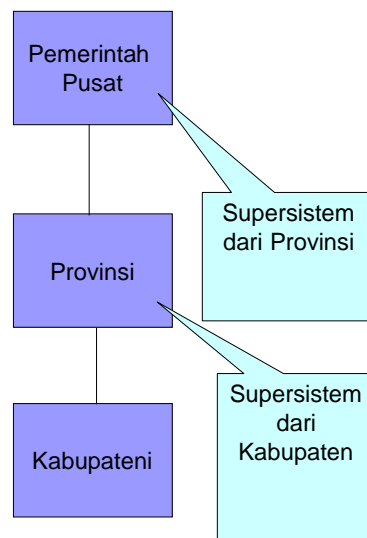 Pemerintah
Pusat
Supersistem
dari Provinsi
Provinsi
Supersistem
dari
Kabupaten
Kabupateni